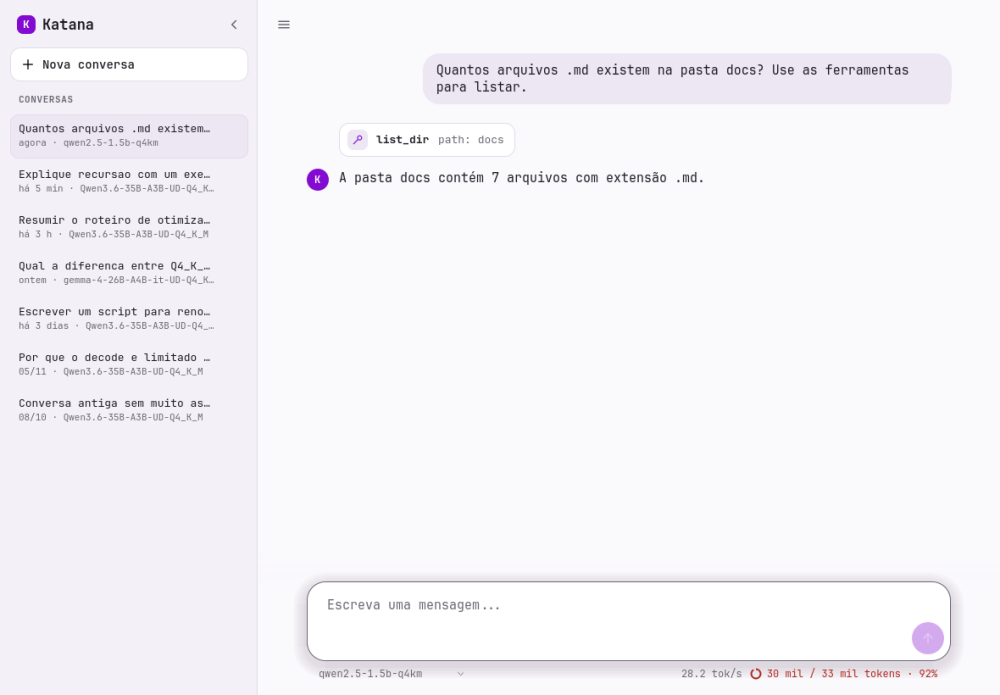 K Katana
Nova conversa
CONVERSAS
Quantos arquivos .md existem…
agora · qwen2.5-1.5b-q4km
Explique recursao com um exe…
há 5 min · Qwen3.6-35B-A3B-UD-Q4_K…
Resumir o roteiro de otimiza…
há 3 h · Qwen3.6-35B-A3B-UD-Q4_K_M
Qual a diferenca entre Q4_K_…
ontem · gemma-4-26B-A4B-it-UD-Q4_K…
Escrever um script para reno…
há 3 dias · Qwen3.6-35B-A3B-UD-Q4_…
Por que o decode e limitado …
05/11 · Qwen3.6-35B-A3B-UD-Q4_K_M
Conversa antiga sem muito as…
08/10 · Qwen3.6-35B-A3B-UD-Q4_K_M
Quantos arquivos .md existem na pasta docs? Use as ferramentas
para listar.
list_dir path: docs
K A pasta docs contém 7 arquivos com extensão .md.
Escreva uma mensagem...
qwen2.5-1.5b-q4km
28.2 tok/s 30 mil / 33 mil tokens · 92%